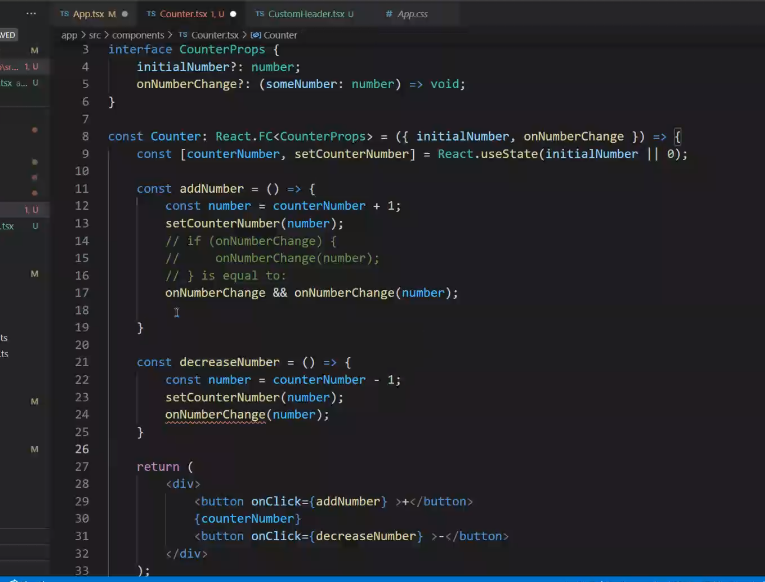 TS App.tsx M
TS Counter.tsx 1, U
TS CustomHeader.tsx U
# App.css
app > src > components > TS Counter.tsx > Counter
3 interface CounterProps {
4 initialNumber?: number;
5 onNumberChange?: (someNumber: number) => void;
6 }
7
8 const Counter: React.FC<CounterProps> = ({ initialNumber, onNumberChange }) => {
9 const [counterNumber, setCounterNumber] = React.useState(initialNumber || 0);
10
11 const addNumber = () => {
12 const number = counterNumber + 1;
13 setCounterNumber(number);
14 // if (onNumberChange) {
15 //     onNumberChange(number);
16 // } is equal to:
17 onNumberChange && onNumberChange(number);
18
19 }
20
21 const decreaseNumber = () => {
22 const number = counterNumber - 1;
23 setCounterNumber(number);
24 onNumberChange(number);
25 }
26
27 return (
28 <div>
29 <button onClick={addNumber} >+</button>
30 {counterNumber}
31 <button onClick={decreaseNumber} >-</button>
32 </div>
33 );